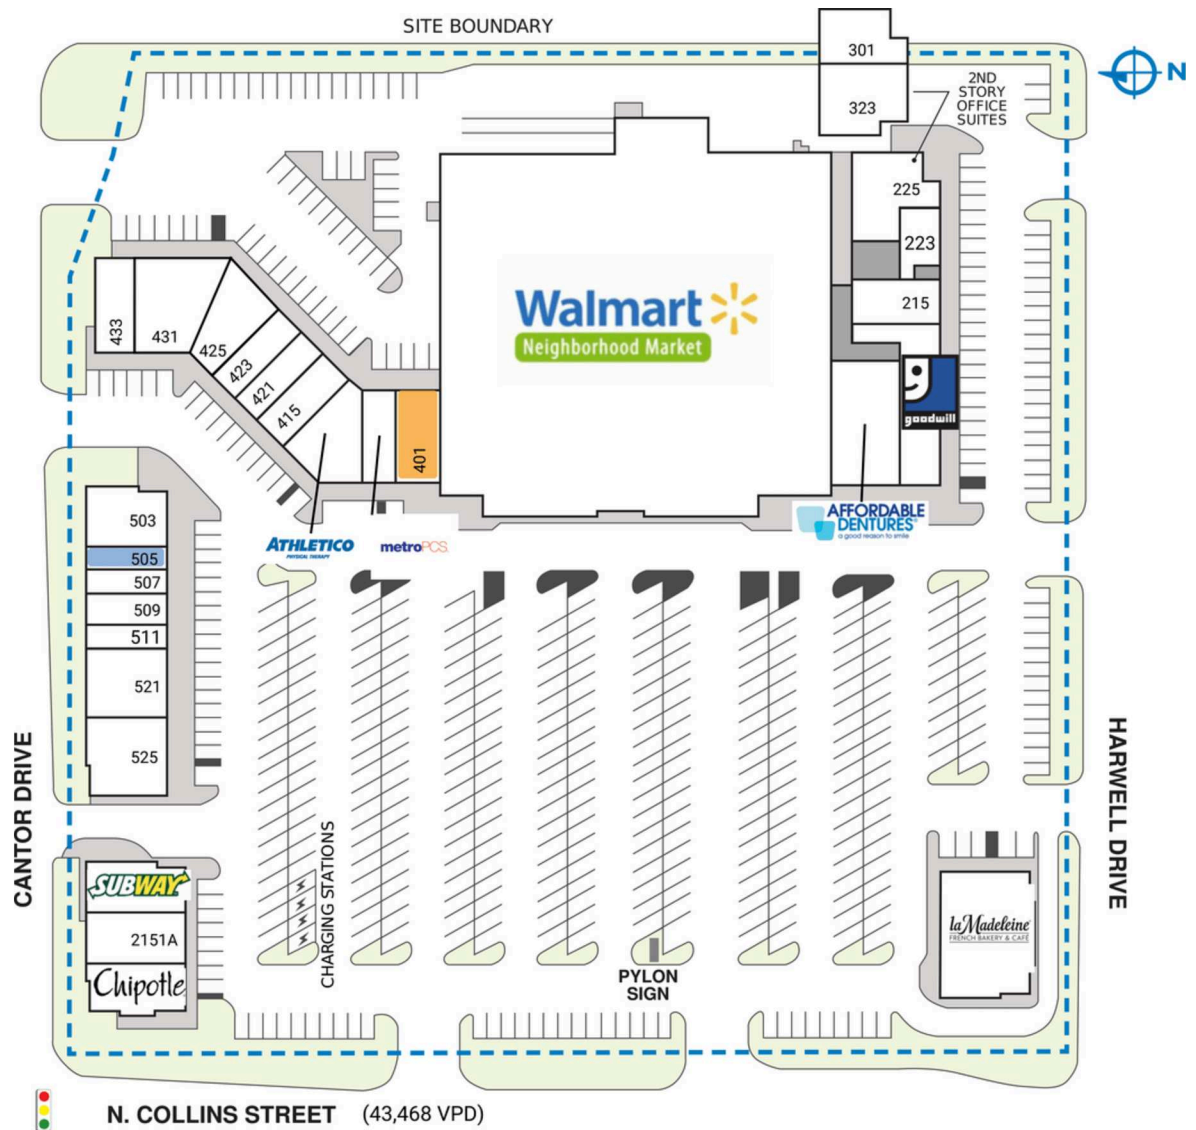 SITE BOUNDARY
301
N
323
2ND
STORY
OFFICE
SUITES
225
223
215
Walmart
Neighborhood Market
433
431
425
423
421
415
401
goodwill
AFFORDABLE
DENTURES®
a good reason to smile
ATHLETICO
PHYSICAL THERAPY
metroPCS.
503
505
507
509
511
521
525
CANTOR DRIVE
HARWELL DRIVE
CHARGING STATIONS
SUBWAY
2151A
Chipotle
la Madeleine
FRENCH BAKERY & CAFÉ
PYLON
SIGN
N. COLLINS STREET (43,468 VPD)